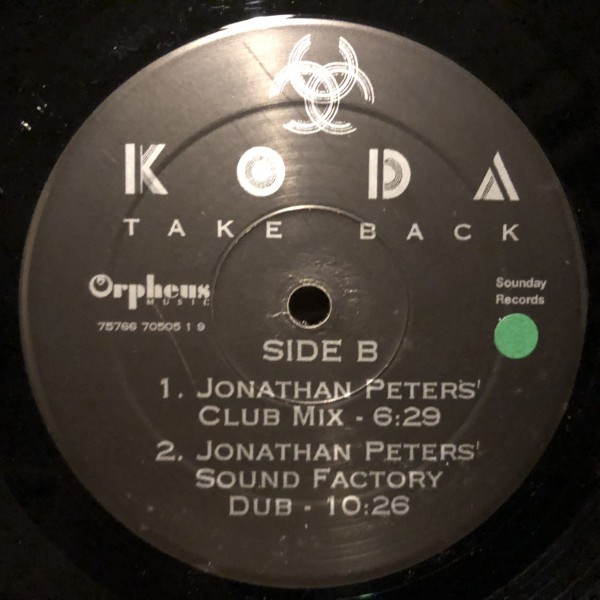 KODA
TAKE BACK
Orpheus
MUSIC
75766 70505 1 9
Sounday
Records
SIDE B
1. JONATHAN PETERS'
CLUB MIX - 6:29
2. JONATHAN PETERS'
SOUND FACTORY
DUB - 10:26